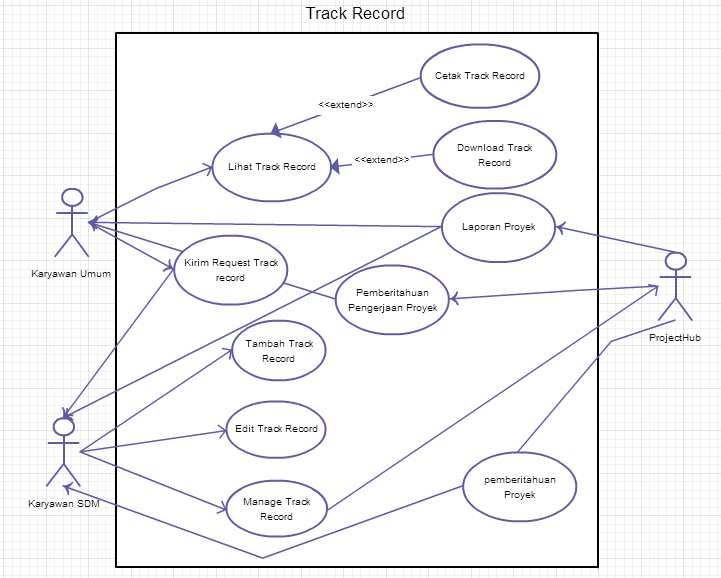 Track Record
Cetak Track Record
<<extend>>
Download Track
Record
<<extend>>
Lihat Track Record
Laporan Proyek
Karyawan Umum
Kirim Request Track
record
Pemberitahuan
Pengerjaan Proyek
ProjectHub
Tambah Track
Record
Edit Track Record
Karyawan SDM
Manage Track
Record
pemberitahuan
Proyek